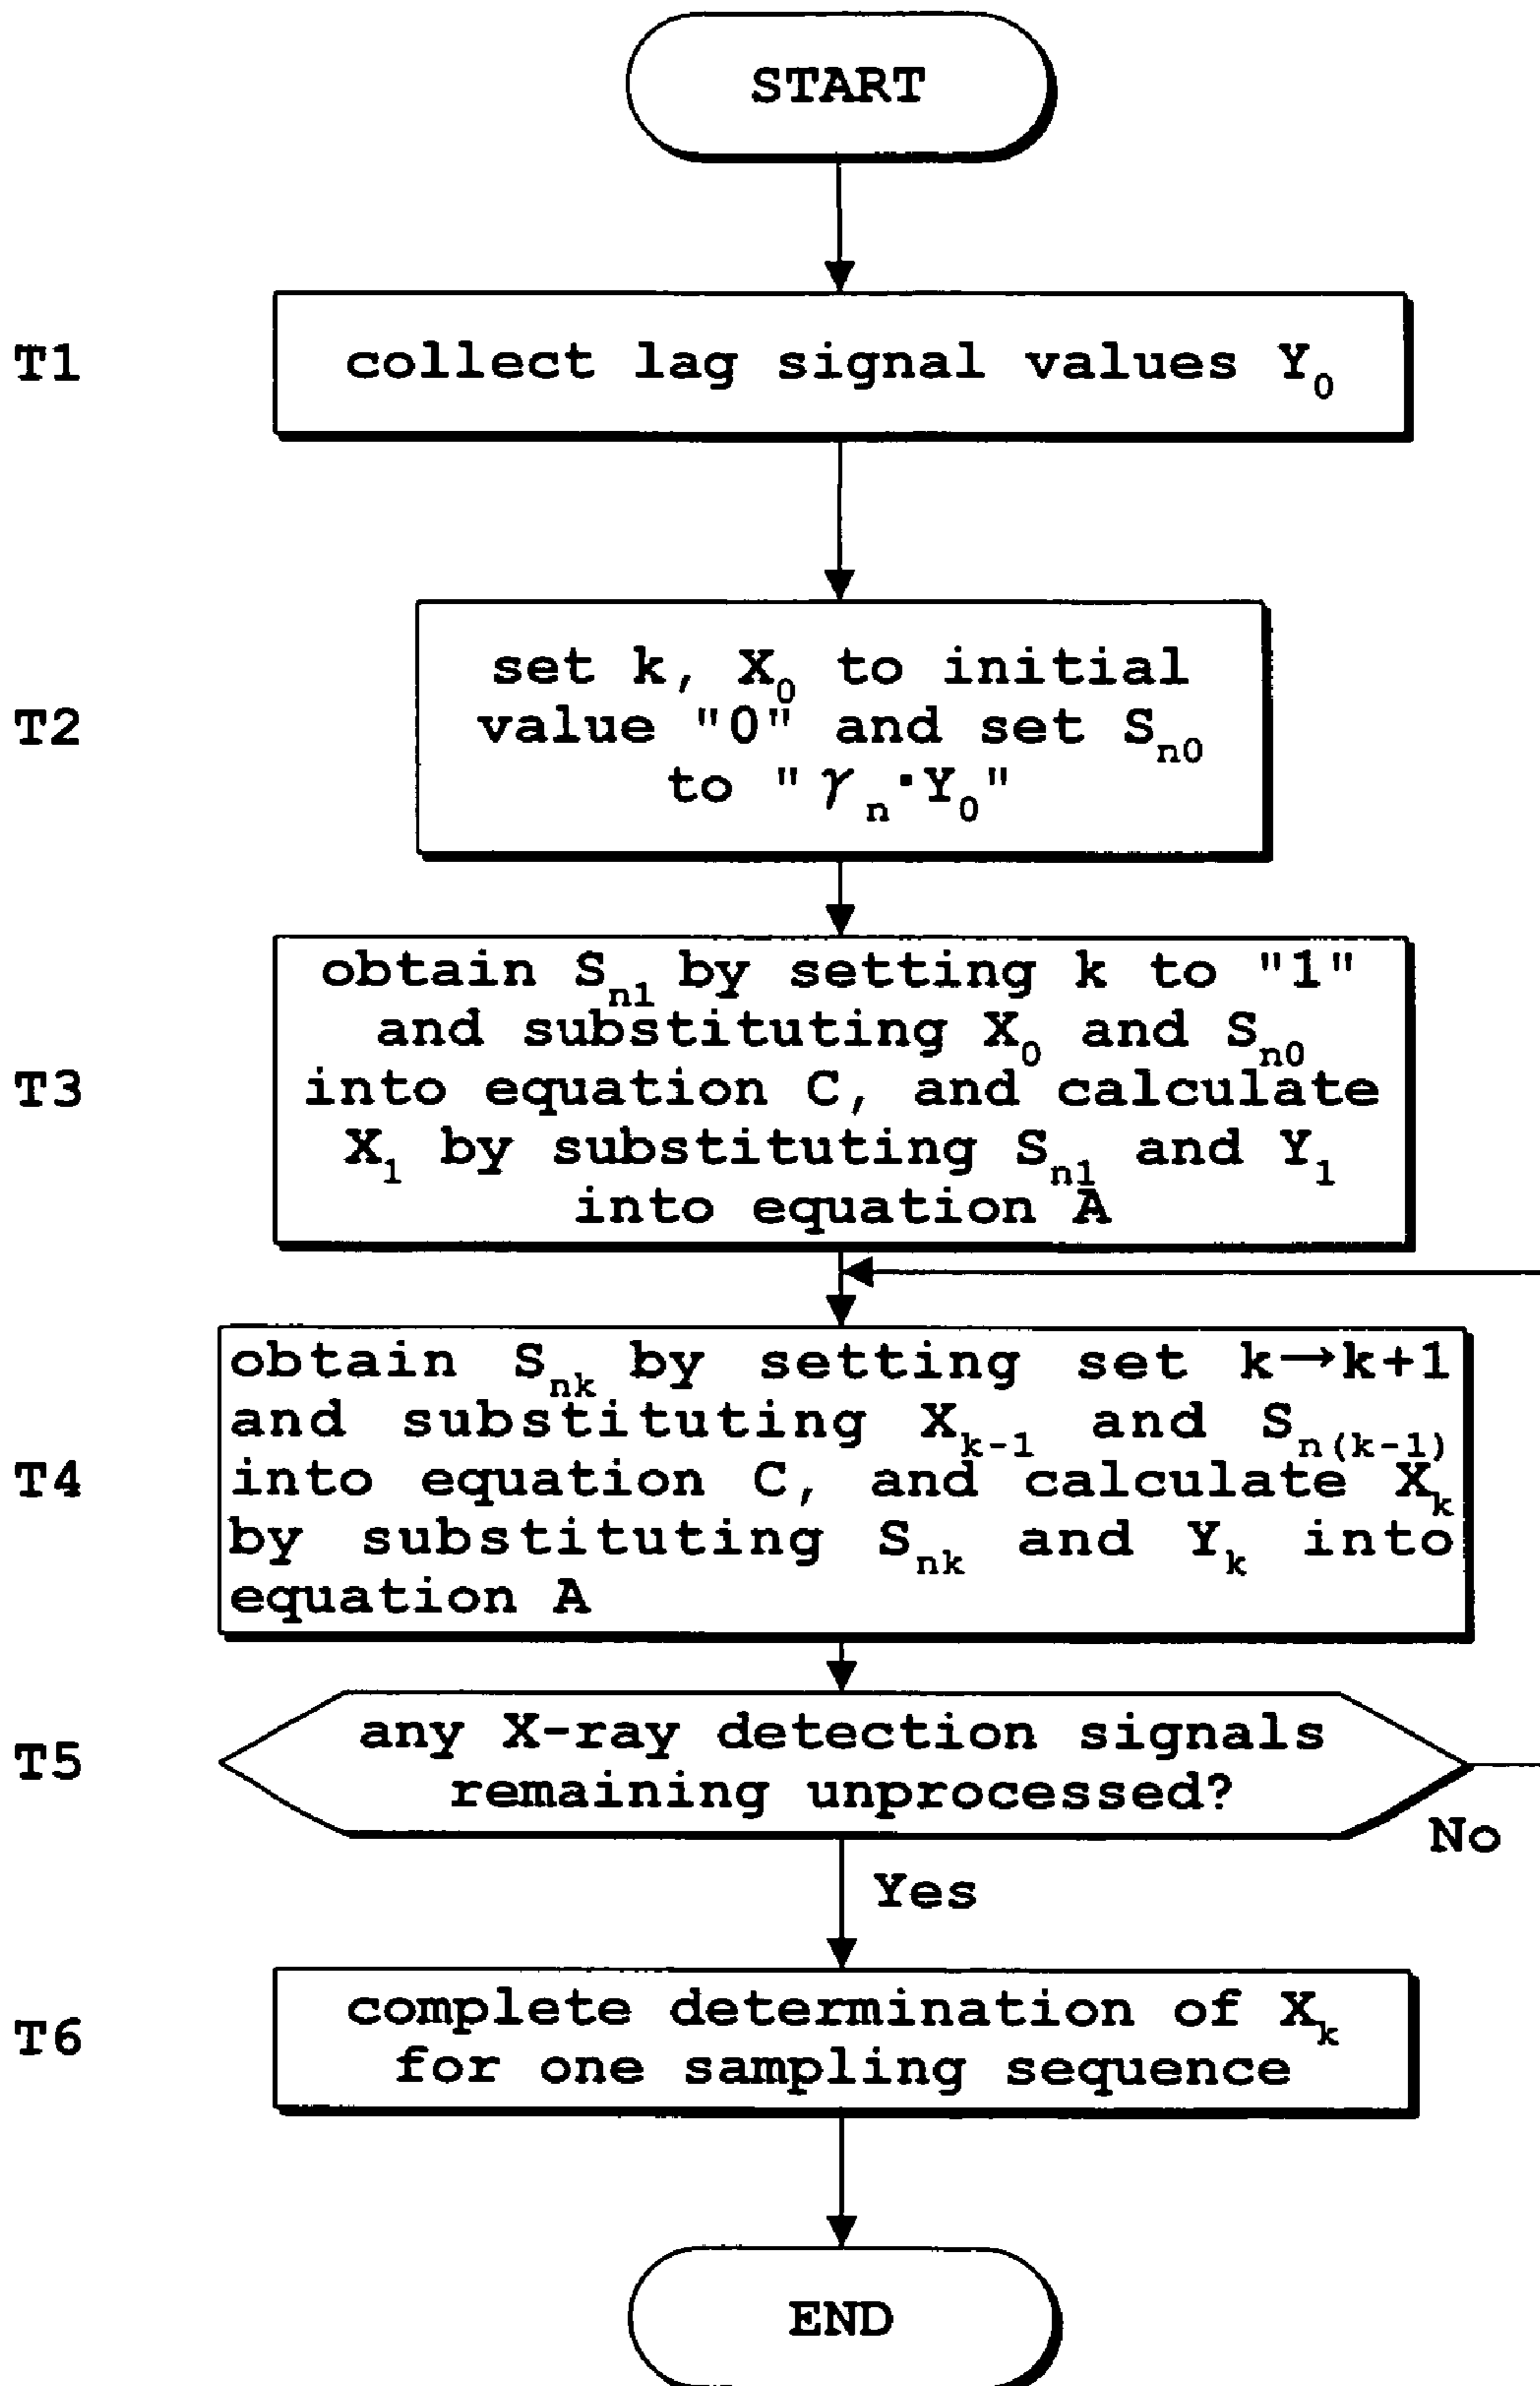 START
T1
collect lag signal values Y₀
T2
set k, X₀ to initial
value "0" and set Sₙ₀
to "γₙ·Y₀"
T3
obtain Sₙ₁ by setting k to "1"
and substituting X₀ and Sₙ₀
into equation C, and calculate
X₁ by substituting Sₙ₁ and Y₁
into equation A
T4
obtain Sₙₖ by setting set k→k+1
and substituting Xₖ₋₁ and Sₙ₍ₖ₋₁₎
into equation C, and calculate Xₖ
by substituting Sₙₖ and Yₖ into
equation A
T5
any X-ray detection signals
remaining unprocessed?
No
Yes
T6
complete determination of Xₖ
for one sampling sequence
END